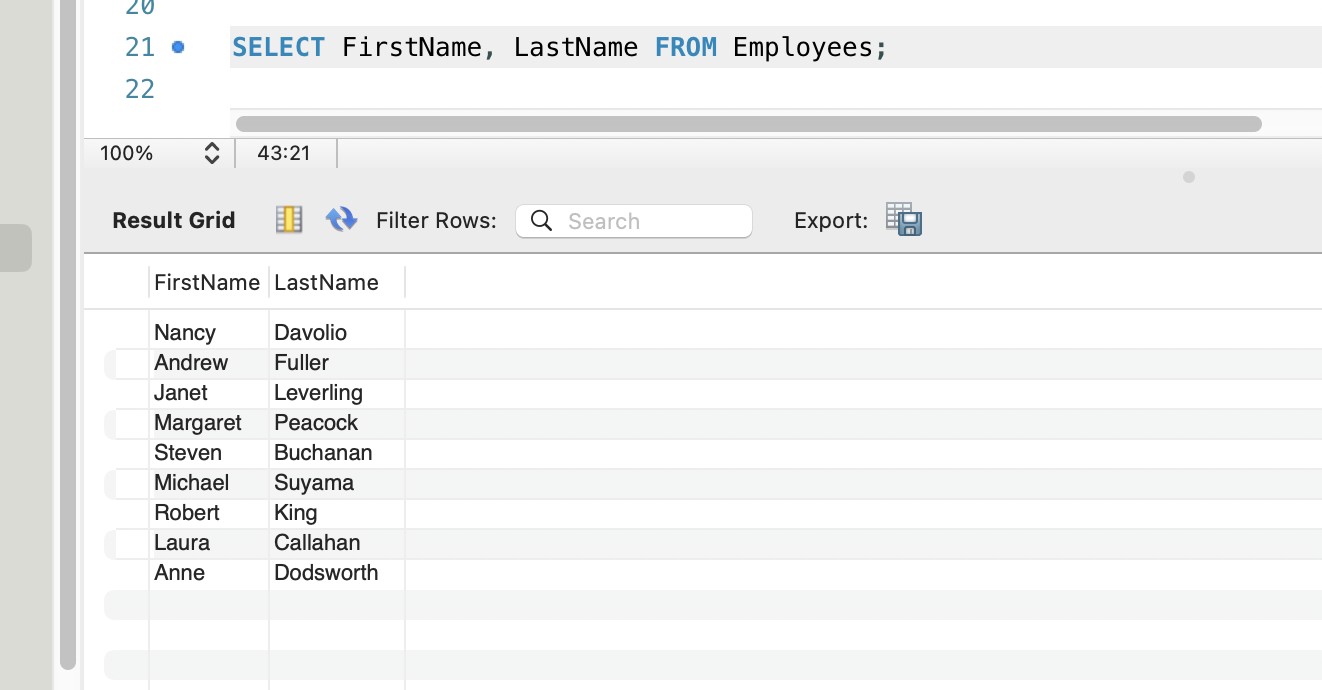 20
21 SELECT FirstName, LastName FROM Employees;
22
100% 43:21
Result Grid Filter Rows: Search Export:
FirstName LastName
Nancy Davolio
Andrew Fuller
Janet Leverling
Margaret Peacock
Steven Buchanan
Michael Suyama
Robert King
Laura Callahan
Anne Dodsworth